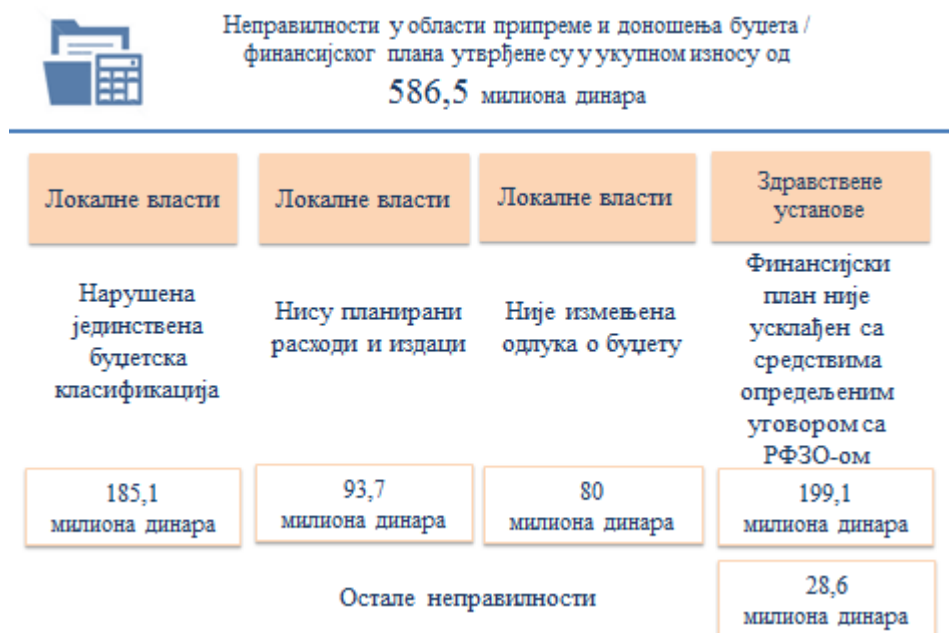 Неправилности у области припреме и доношења буџета /
финансијског плана утврђене су у укупном износу од
586,5 милиона динара
Локалне власти
Нарушена
јединствена
буџетска
класификација
185,1
милиона динара
Локалне власти
Нису планирани
расходи и издаци
93,7
милиона динара
Локалне власти
Није измењена
одлука о буџету
80
милиона динара
Здравствене
установе
Финансијски
план није
усклађен са
средствима
опредељеним
уговором са
РФЗО-ом
199,1
милиона динара
Остале неправилности
28,6
милиона динара